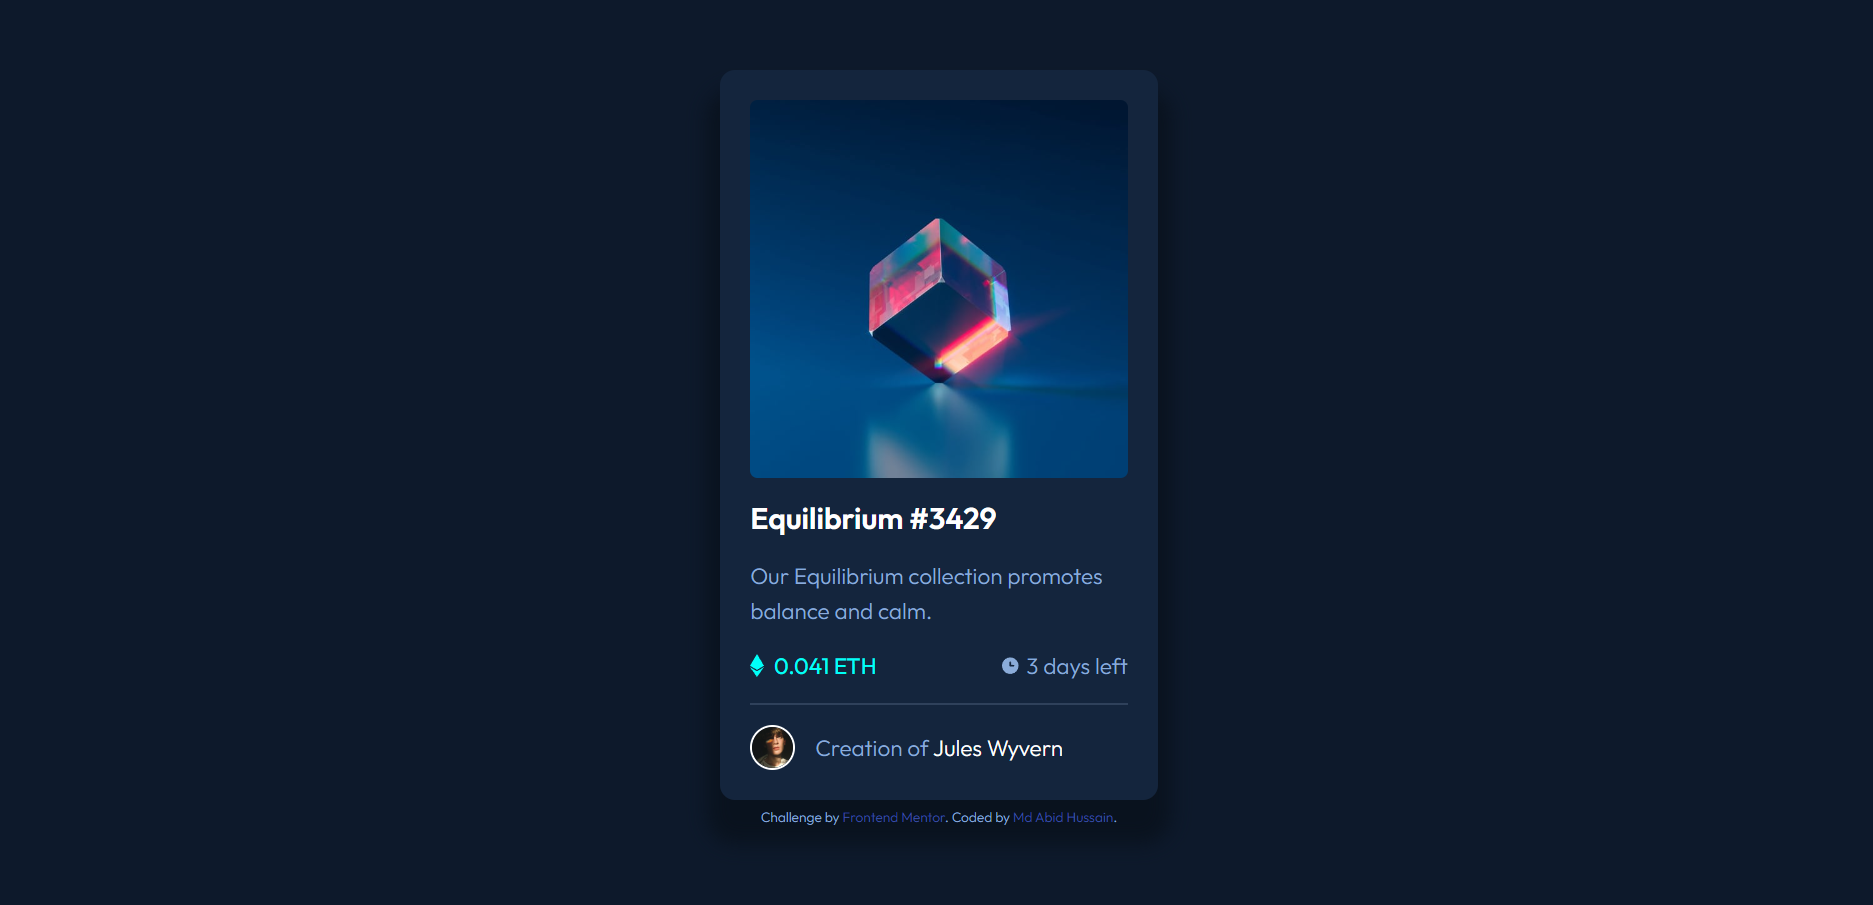 Equilibrium #3429
Our Equilibrium collection promotes
balance and calm.
0.041 ETH
3 days left
Creation of Jules Wyvern
Challenge by Frontend Mentor. Coded by Md Abid Hussain.